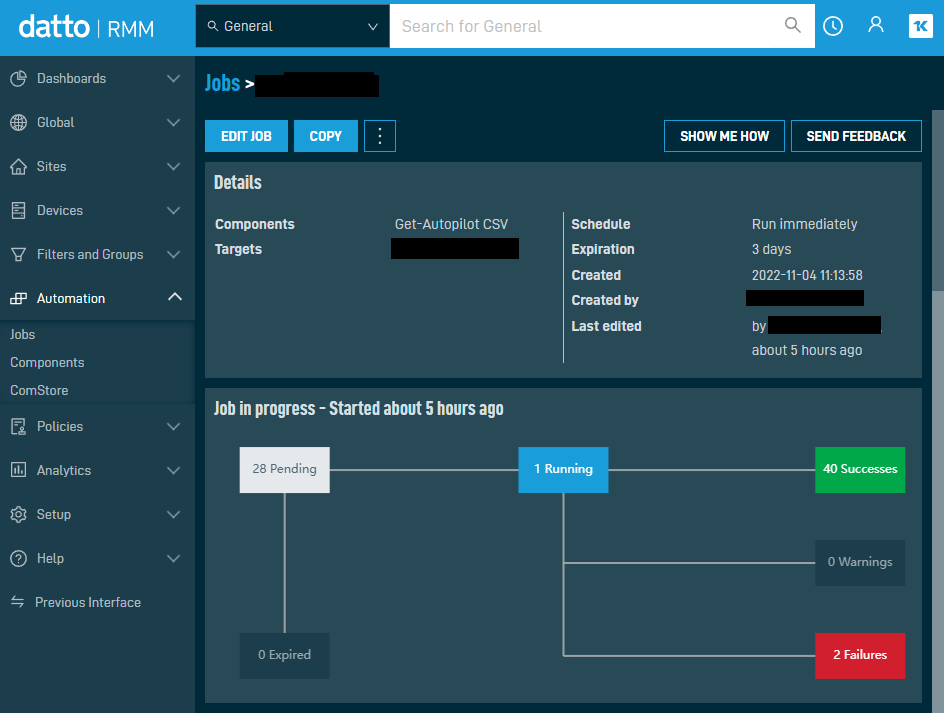 datto | RMM
General
Search for General
K
Dashboards
Global
Sites
Devices
Filters and Groups
Automation
Jobs
Components
ComStore
Policies
Analytics
Setup
Help
Previous Interface
Jobs >
EDIT JOB
COPY
SHOW ME HOW
SEND FEEDBACK
Details
Components Get-Autopilot CSV
Targets
Schedule Run immediately
Expiration 3 days
Created 2022-11-04 11:13:58
Created by
Last edited by
about 5 hours ago
Job in progress - Started about 5 hours ago
28 Pending
1 Running
40 Successes
0 Warnings
0 Expired
2 Failures